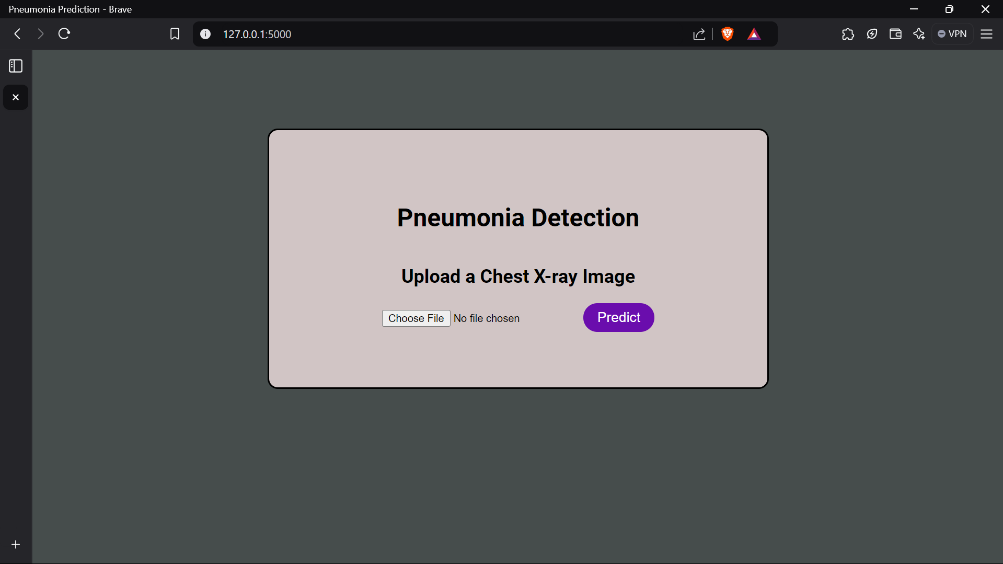 Pneumonia Prediction - Brave
127.0.0.1:5000
VPN
Pneumonia Detection
Upload a Chest X-ray Image
Choose File No file chosen Predict